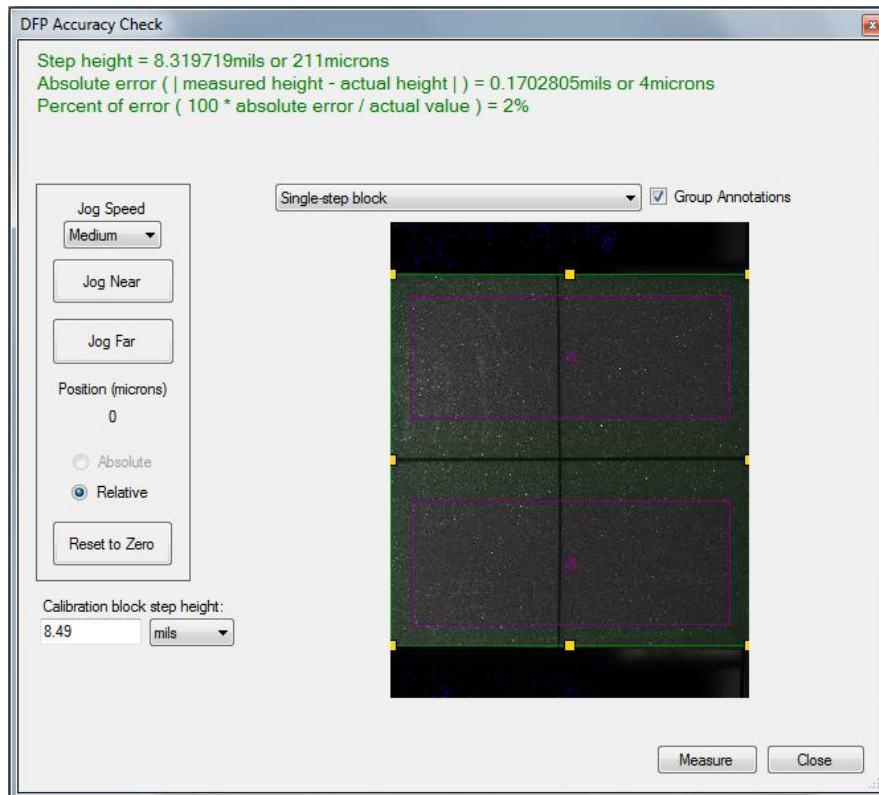 DFP Accuracy Check
Step height = 8.319719mils or 211microns
Absolute error ( | measured height - actual height | ) = 0.1702805mils or 4microns
Percent of error ( 100 * absolute error / actual value ) = 2%
Single-step block
Group Annotations
Jog Speed
Medium
Jog Near
Jog Far
Position (microns)
0
Absolute
Relative
Reset to Zero
Calibration block step height:
8.49 mils
Measure Close